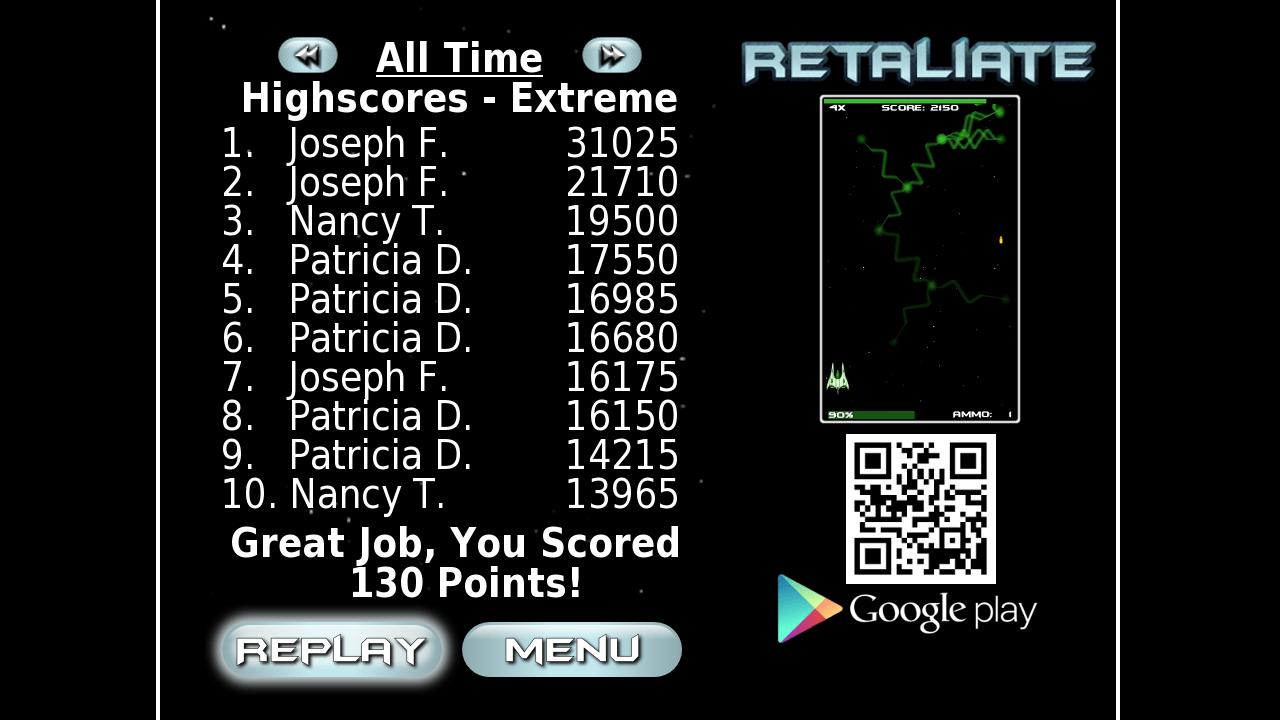 All Time
Highscores - Extreme
1. Joseph F. 31025
2. Joseph F. 21710
3. Nancy T. 19500
4. Patricia D. 17550
5. Patricia D. 16985
6. Patricia D. 16680
7. Joseph F. 16175
8. Patricia D. 16150
9. Patricia D. 14215
10. Nancy T. 13965
Great Job, You Scored
130 Points!
REPLAY MENU
RETALIATE
4X SCORE: 2150
90% AMMO: 1
Google play